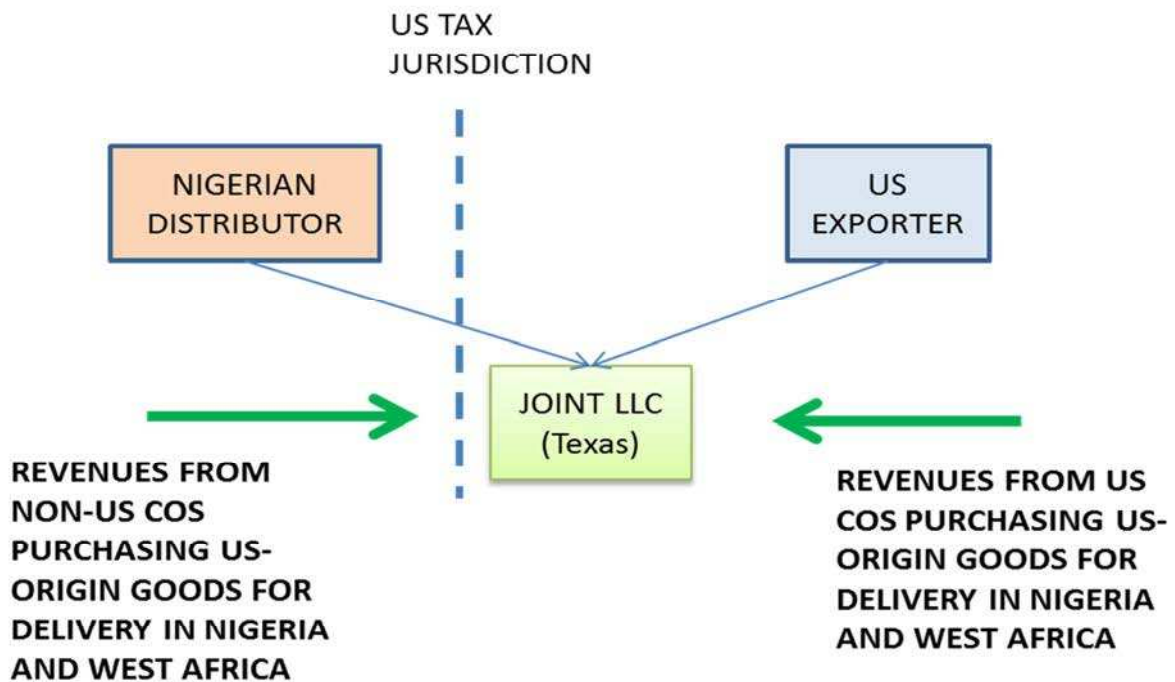 US TAX
JURISDICTION
NIGERIAN
DISTRIBUTOR
US
EXPORTER
JOINT LLC
(Texas)
REVENUES FROM
NON-US COS
PURCHASING US-
ORIGIN GOODS FOR
DELIVERY IN NIGERIA
AND WEST AFRICA
REVENUES FROM US
COS PURCHASING US-
ORIGIN GOODS FOR
DELIVERY IN NIGERIA
AND WEST AFRICA